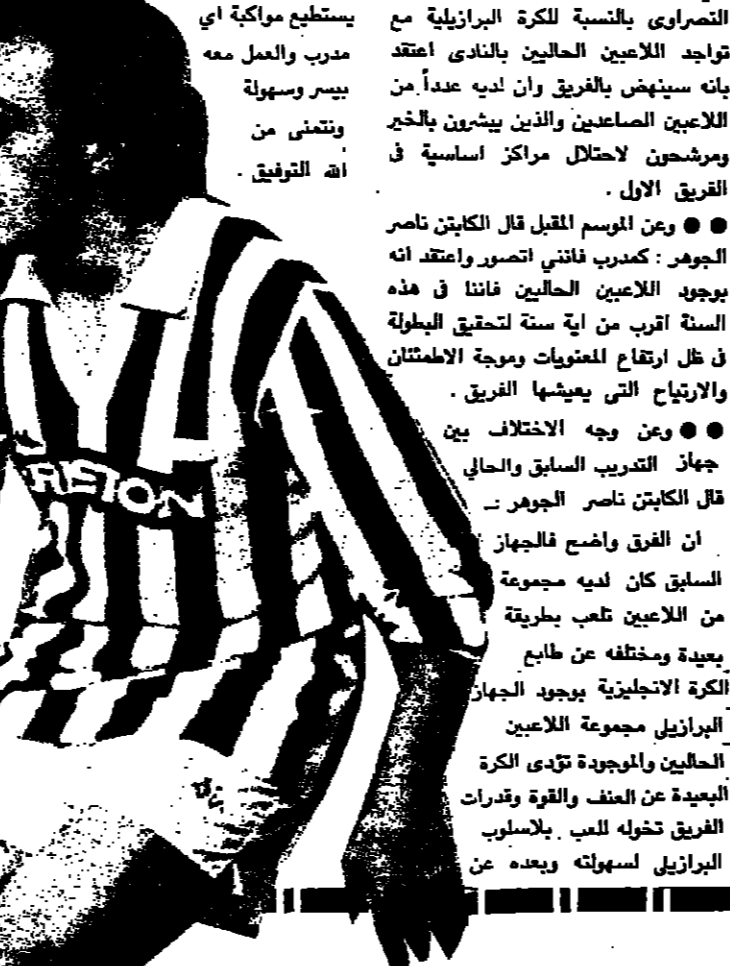 النصراوى بالنسبة للكرة البرازيلية مع
تواجد اللاعبين الحاليين بالنادى اعتقد
بانه سينهض بالفريق وان لديه عدداً من
اللاعبين الصاعدين والذين يبشرون بالخير
ومرشحون لاحتلال مراكز اساسية فى
الفريق الاول .
● ● وعن الموسم المقبل قال الكابتن ناصر
الجوهر : كمدرب فانني اتصور واعتقد انه
بوجود اللاعبين الحاليين فاننا فى هذه
السنة اقرب من اية سنة لتحقيق البطولة
فى ظل ارتفاع المعنويات وموجة الاطمئنان
والارتياح التى يعيشها الفريق .
● ● وعن وجه الاختلاف بين
جهاز التدريب السابق والحالي
قال الكابتن ناصر الجوهر :ـ
ان الفرق واضح فالجهاز
السابق كان لديه مجموعة
من اللاعبين تلعب بطريقة
بعيدة ومختلفه عن طابع
الكرة الانجليزية بوجود الجهاز
البرازيلى مجموعة اللاعبين
الحاليين والموجودة تؤدى الكرة
البعيدة عن العنف والقوة وقدرات
الفريق تخوله للعب بلاسلوب
البرازيلى لسهولته وبعده عن
يستطيع مواكبة اي
مدرب والعمل معه
بيسر وسهولة
ونتمنى من
الله التوفيق .